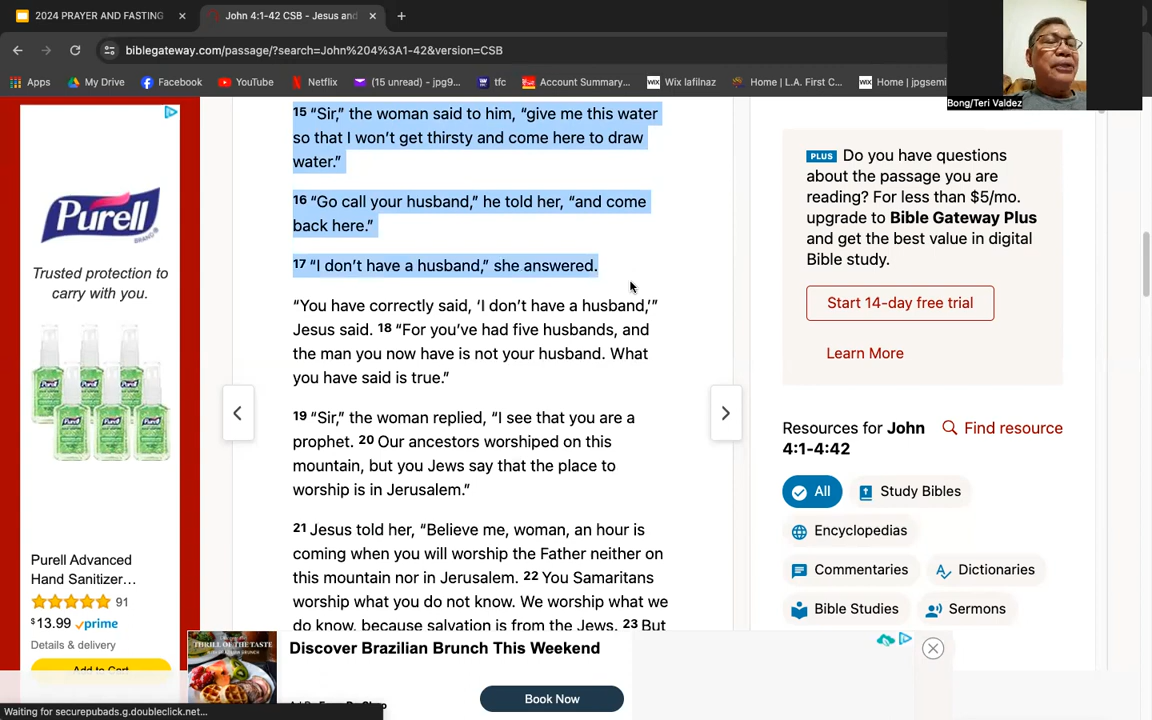 2024 PRAYER AND FASTING
John 4:1-42 CSB - Jesus and
biblegateway.com/passage/?search=John%204%3A1-42&version=CSB
Apps
My Drive
Facebook
YouTube
Netflix
(15 unread) - jpg9...
tfc
Account Summary...
WIX Wix lafilnaz
Home | L.A. First C...
WIX Home | jpgsemi
Bong/Teri Valdez
PURELL
BRAND
Trusted protection to
carry with you.
Purell Advanced
Hand Sanitizer...
91
$13.99 prime
Details & delivery
Add to Cart
15 “Sir,” the woman said to him, “give me this water
so that I won’t get thirsty and come here to draw
water.”
16 “Go call your husband,” he told her, “and come
back here.”
17 “I don’t have a husband,” she answered.
“You have correctly said, ‘I don’t have a husband,’”
Jesus said. 18 “For you’ve had five husbands, and
the man you now have is not your husband. What
you have said is true.”
19 “Sir,” the woman replied, “I see that you are a
prophet. 20 Our ancestors worshiped on this
mountain, but you Jews say that the place to
worship is in Jerusalem.”
21 Jesus told her, “Believe me, woman, an hour is
coming when you will worship the Father neither on
this mountain nor in Jerusalem. 22 You Samaritans
worship what you do not know. We worship what we
do know, because salvation is from the Jews. 23 But
PLUS Do you have questions
about the passage you are
reading? For less than $5/mo.
upgrade to Bible Gateway Plus
and get the best value in digital
Bible study.
Start 14-day free trial
Learn More
Resources for John
4:1-4:42
Find resource
All
Study Bibles
Encyclopedias
Commentaries
Dictionaries
Bible Studies
Sermons
THRILL OF THE TASTE
Discover Brazilian Brunch This Weekend
Book Now
Waiting for securepubads.g.doubleclick.net...